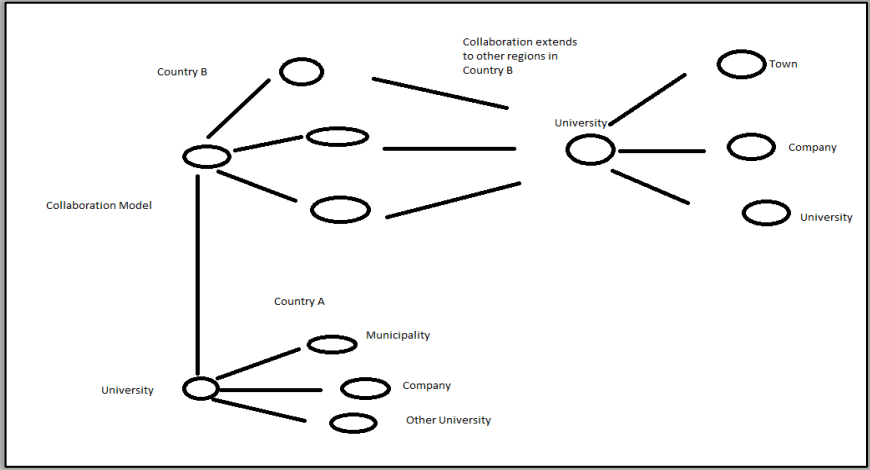 Collaboration extends
to other regions in
Country B
Country B
Town
University
Company
Collaboration Model
University
Country A
Municipality
University
Company
Other University